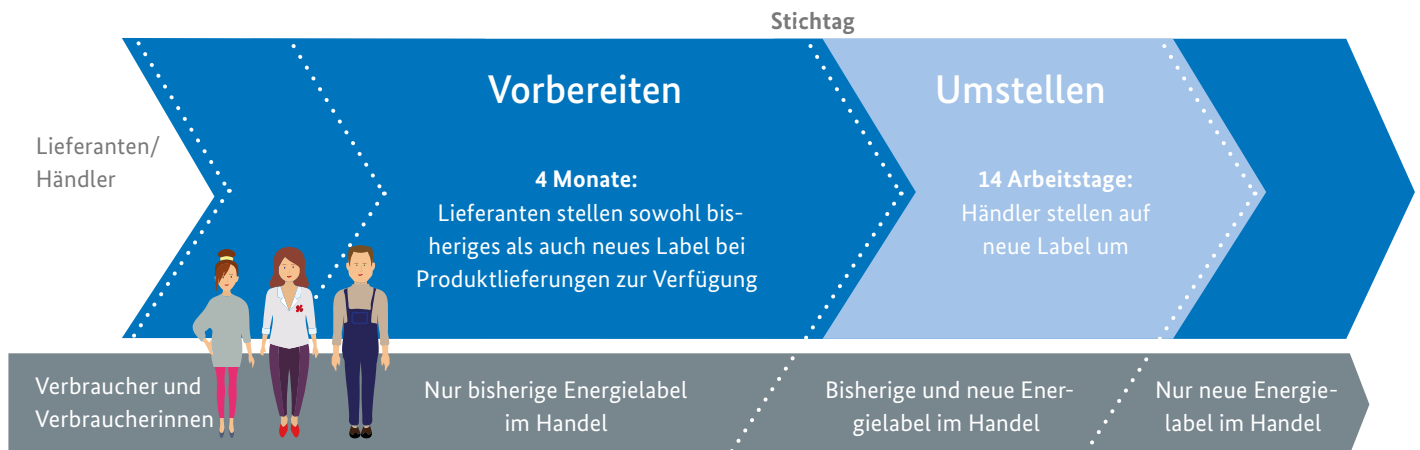 Stichtag
Lieferanten/
Händler
Vorbereiten
4 Monate:
Lieferanten stellen sowohl bis-
heriges als auch neues Label bei
Produktlieferungen zur Verfügung
Umstellen
14 Arbeitstage:
Händler stellen auf
neue Label um
Verbraucher und
Verbraucherinnen
Nur bisherige Energielabel
im Handel
Bisherige und neue Ener-
gielabel im Handel
Nur neue Energie-
label im Handel